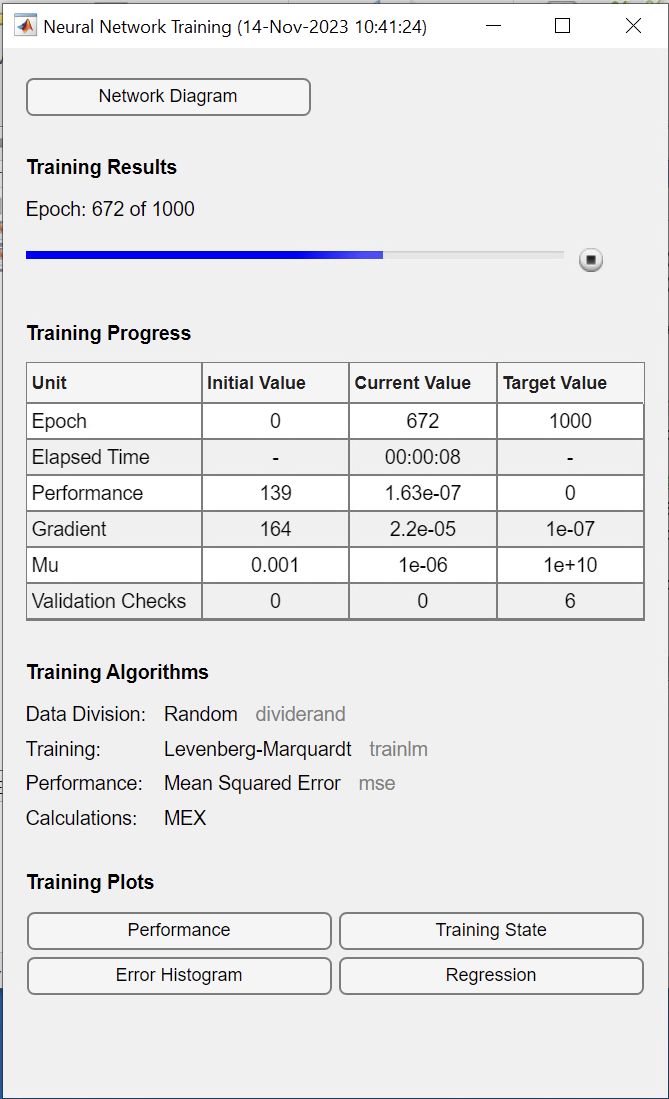 Neural Network Training (14-Nov-2023 10:41:24)
Network Diagram
Training Results
Epoch: 672 of 1000
Training Progress
Unit Initial Value Current Value Target Value
Epoch 0 672 1000
Elapsed Time - 00:00:08 -
Performance 139 1.63e-07 0
Gradient 164 2.2e-05 1e-07
Mu 0.001 1e-06 1e+10
Validation Checks 0 0 6
Training Algorithms
Data Division: Random dividerand
Training: Levenberg-Marquardt trainlm
Performance: Mean Squared Error mse
Calculations: MEX
Training Plots
Performance Training State
Error Histogram Regression